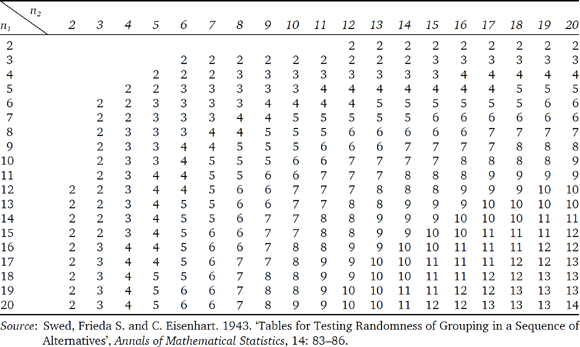 n2
n1 2 3 4 5 6 7 8 9 10 11 12 13 14 15 16 17 18 19 20
2 2 2 2 2 2 2 2 2 2
3 2 2 2 2 2 2 2 2 2 3 3 3 3 3 3
4 2 2 2 3 3 3 3 3 3 3 3 4 4 4 4 4
5 2 2 3 3 3 3 3 4 4 4 4 4 4 4 5 5 5
6 2 2 3 3 3 3 4 4 4 4 5 5 5 5 5 5 6 6
7 2 2 3 3 3 4 4 5 5 5 5 5 6 6 6 6 6 6
8 2 3 3 3 4 4 5 5 5 6 6 6 6 6 7 7 7 7
9 2 3 3 4 4 5 5 5 6 6 6 7 7 7 7 8 8 8
10 2 3 3 4 5 5 5 6 6 7 7 7 7 8 8 8 8 9
11 2 3 4 4 5 5 6 6 7 7 7 8 8 8 9 9 9 9
12 2 2 3 4 4 5 6 6 7 7 7 8 8 8 9 9 9 10 10
13 2 2 3 4 5 5 6 6 7 7 8 8 9 9 9 10 10 10 10
14 2 2 3 4 5 5 6 7 7 8 8 9 9 9 10 10 10 11 11
15 2 3 3 4 5 6 6 7 7 8 8 9 9 10 10 11 11 11 12
16 2 3 4 4 5 6 6 7 8 8 9 9 10 10 11 11 11 12 12
17 2 3 4 4 5 6 7 7 8 9 9 10 10 11 11 11 12 12 13
18 2 3 4 5 5 6 7 8 8 9 9 10 10 11 11 12 12 13 13
19 2 3 4 5 6 6 7 8 8 9 10 10 11 11 12 12 13 13 13
20 2 3 4 5 6 6 7 8 9 9 10 10 11 12 12 13 13 13 14
Source: Swed, Frieda S. and C. Eisenhart. 1943. ‘Tables for Testing Randomness of Grouping in a Sequence of
Alternatives’, Annals of Mathematical Statistics, 14: 83–86.